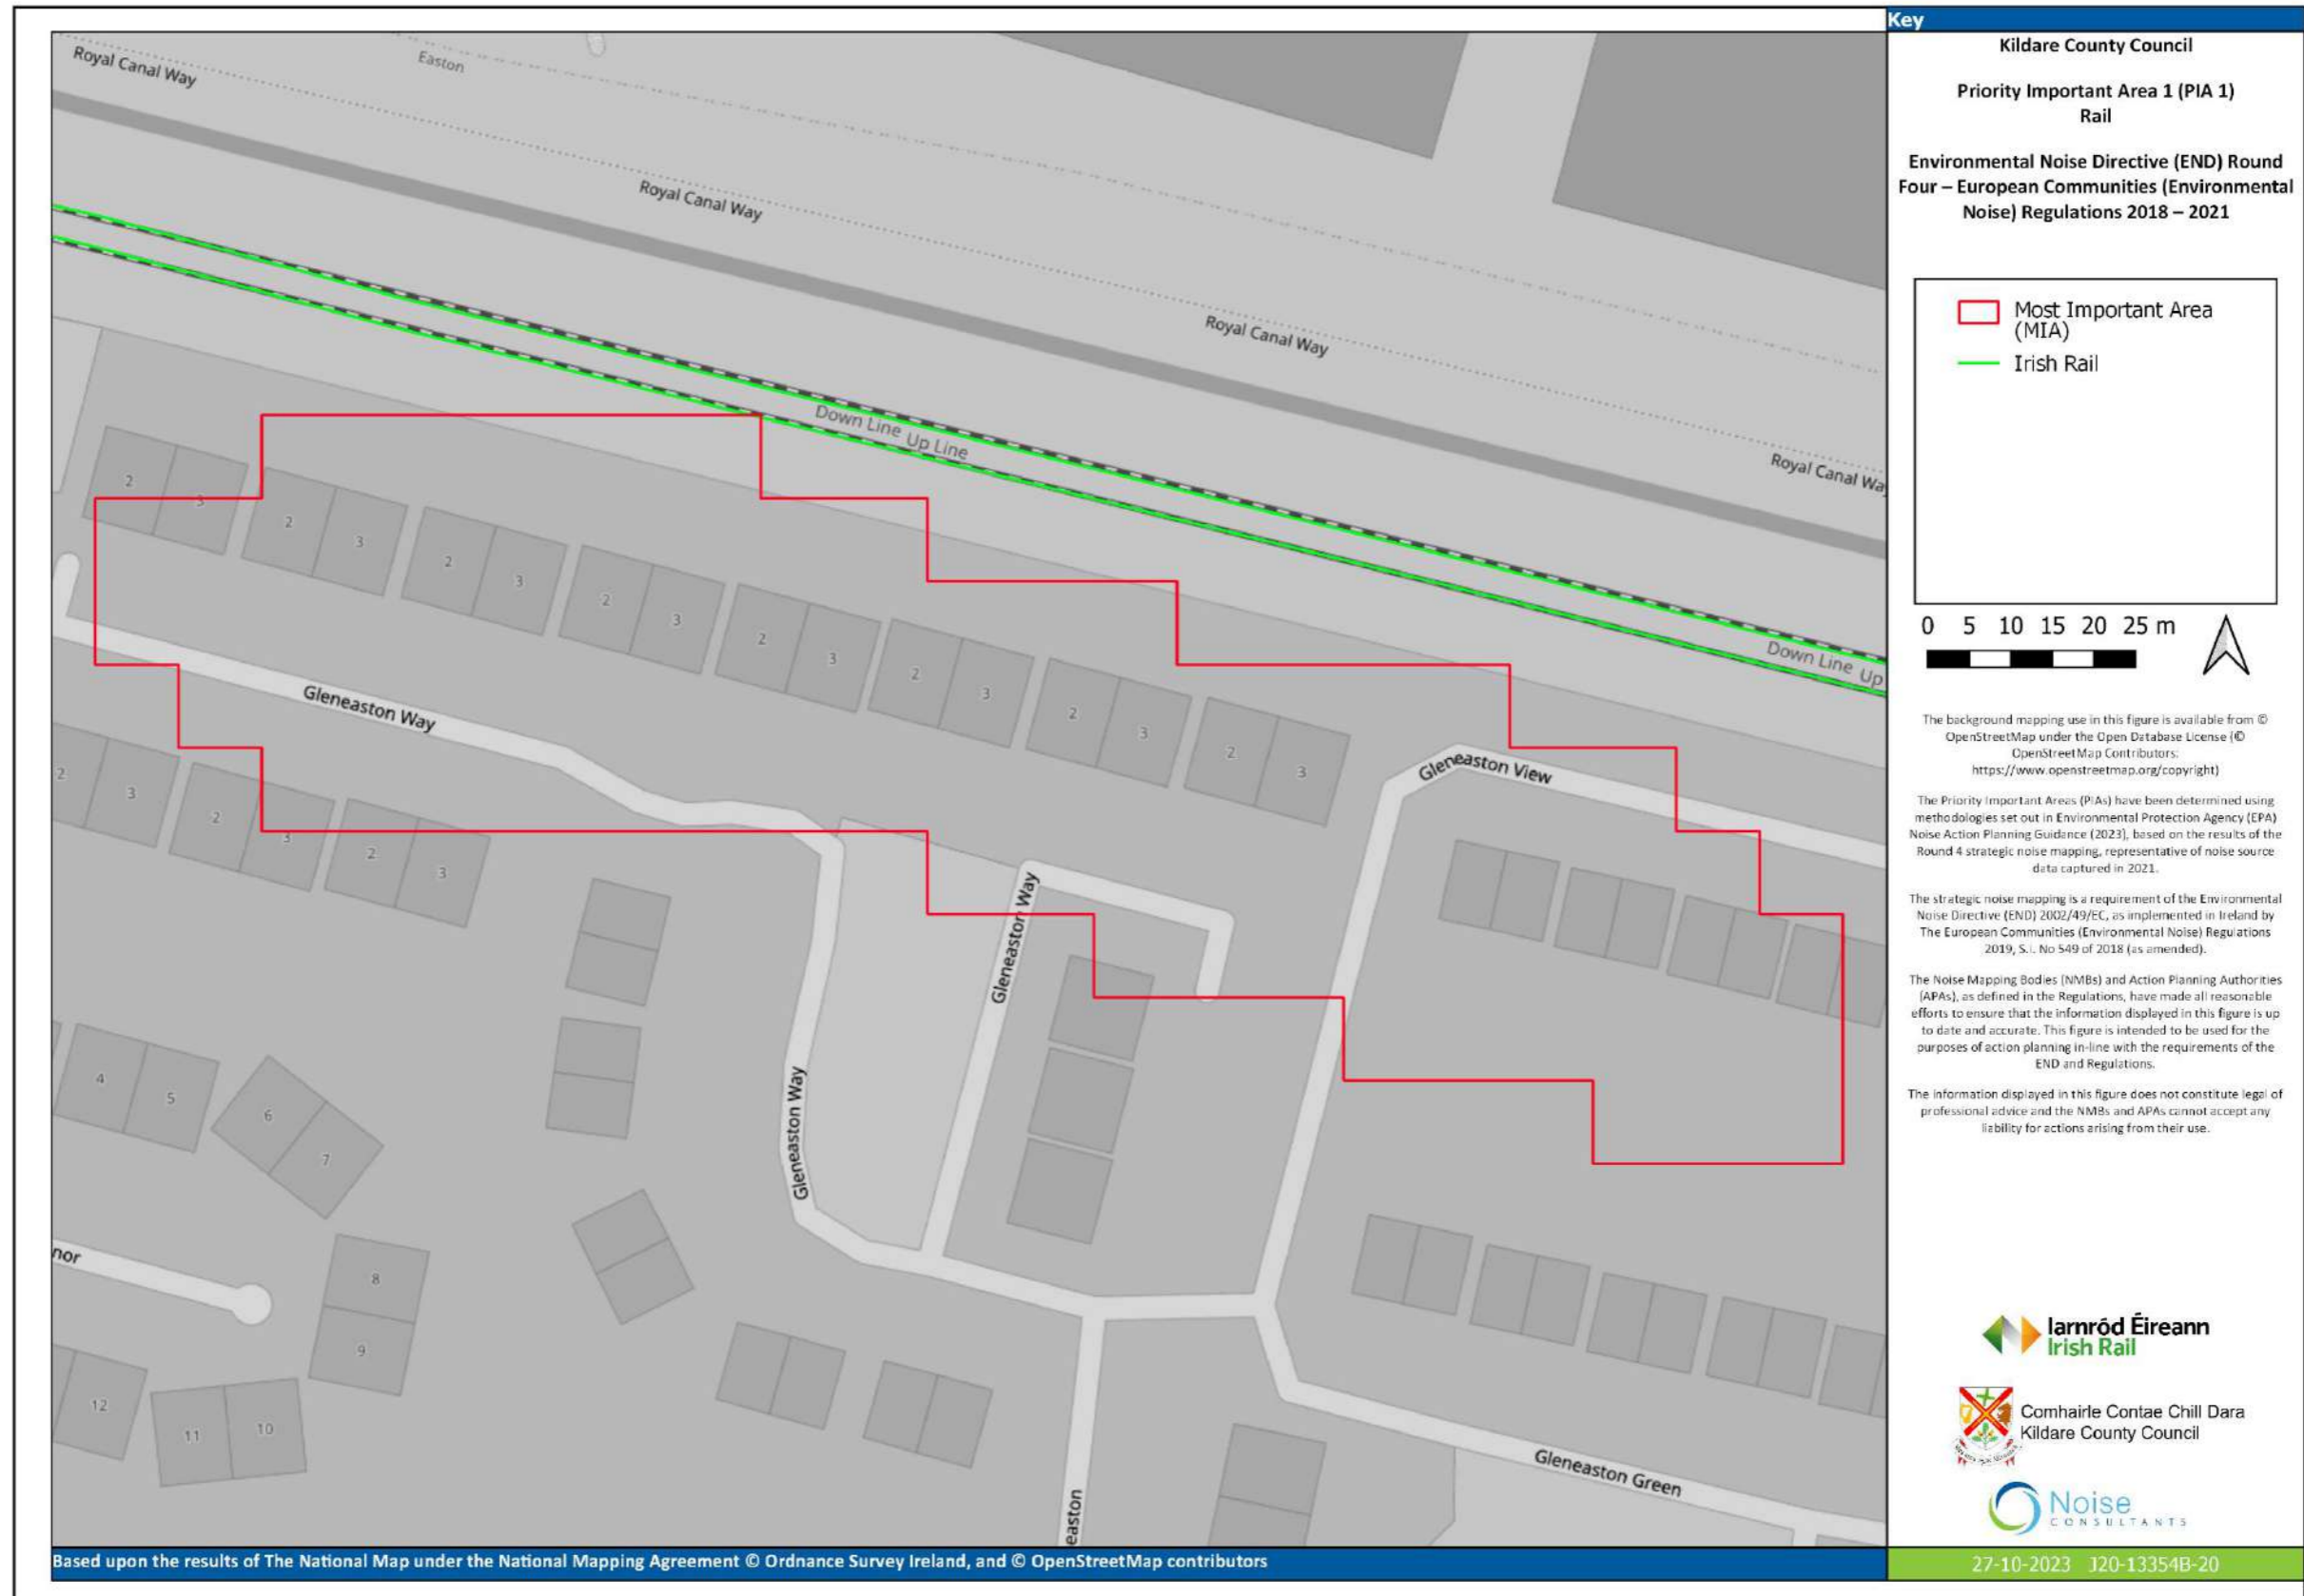 Key
Kildare County Council
Priority Important Area 1 (PIA 1)
Rail
Environmental Noise Directive (END) Round
Four – European Communities (Environmental
Noise) Regulations 2018 – 2021
Most Important Area
(MIA)
Irish Rail
0 5 10 15 20 25 m
The background mapping use in this figure is available from ©
OpenStreetMap under the Open Database License (©
OpenStreetMap Contributors:
https://www.openstreetmap.org/copyright)
The Priority Important Areas (PIAs) have been determined using
methodologies set out in Environmental Protection Agency (EPA)
Noise Action Planning Guidance (2023), based on the results of the
Round 4 strategic noise mapping, representative of noise source
data captured in 2021.
The strategic noise mapping is a requirement of the Environmental
Noise Directive (END) 2002/49/EC, as implemented in Ireland by
The European Communities (Environmental Noise) Regulations
2019, S.I. No 549 of 2018 (as amended).
The Noise Mapping Bodies (NMBs) and Action Planning Authorities
(APAs), as defined in the Regulations, have made all reasonable
efforts to ensure that the information displayed in this figure is up
to date and accurate. This figure is intended to be used for the
purposes of action planning in-line with the requirements of the
END and Regulations.
The information displayed in this figure does not constitute legal of
professional advice and the NMBs and APAs cannot accept any
liability for actions arising from their use.
Iarnród Éireann
Irish Rail
Comhairle Contae Chill Dara
Kildare County Council
Noise
CONSULTANTS
27-10-2023 J20-13354B-20
Royal Canal Way
Easton
Royal Canal Way
Royal Canal Way
Royal Canal Way
Down Line Up Line
Down Line Up
2 3
2 3
2 3
2 3
2 3
2 3
2 3
2 3
Gleneaston Way
Gleneaston View
2 3
2 3
2 3
Gleneaston Way
Gleneaston Way
4 5
6
7
nor
8
9
12
11 10
Gleneaston Green
easton
Based upon the results of The National Map under the National Mapping Agreement © Ordnance Survey Ireland, and © OpenStreetMap contributors